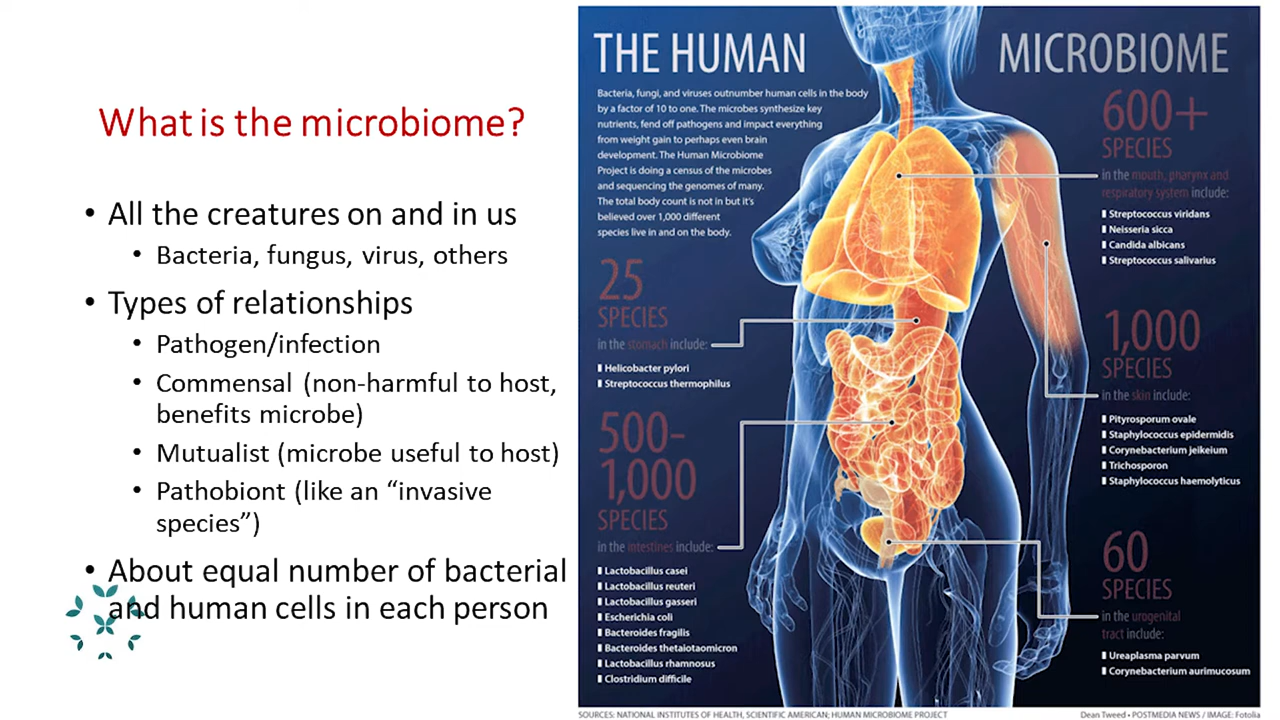 What is the microbiome?
• All the creatures on and in us
• Bacteria, fungus, virus, others
• Types of relationships
• Pathogen/infection
• Commensal (non-harmful to host,
benefits microbe)
• Mutualist (microbe useful to host)
• Pathobiont (like an “invasive
species”)
• About equal number of bacterial
and human cells in each person
THE HUMAN MICROBIOME
Bacteria, fungi, and viruses outnumber human cells in the body
by a factor of 10 to one. The microbes synthesize key
nutrients, fend off pathogens and impact everything
from weight gain to perhaps even brain
development. The Human Microbiome
Project is doing a census of the microbes
and sequencing the genomes of many.
The total body count is not in but it's
believed over 1,000 different
species live in and on the body.
25
SPECIES
in the stomach include:
Helicobacter pylori
Streptococcus thermophilus
500-
1,000
SPECIES
in the intestines include:
Lactobacillus casei
Lactobacillus reuteri
Lactobacillus gasseri
Escherichia coli
Bacteroides fragilis
Bacteroides thetaiotaomicron
Lactobacillus rhamnosus
Clostridium difficile
600+
SPECIES
in the mouth, pharynx and
respiratory system include:
Streptococcus viridans
Neisseria sicca
Candida albicans
Streptococcus salivarius
1,000
SPECIES
in the skin include:
Pityrosporum ovale
Staphylococcus epidermidis
Corynebacterium jeikeium
Trichosporon
Staphylococcus haemolyticus
60
SPECIES
in the urogenital
tract include:
Ureaplasma parvum
Corynebacterium aurimucosum
SOURCES: NATIONAL INSTITUTES OF HEALTH, SCIENTIFIC AMERICAN; HUMAN MICROBIOME PROJECT
Dean Tweed • POSTMEDIA NEWS / IMAGE: Fotolia